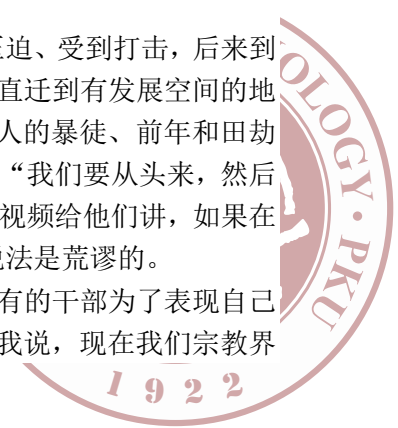 迫、受到打击，后来到
直迁到有发展空间的地
人的暴徒、前年和田劫
“我们要从头来，然后
视频给他们讲，如果在
法是荒谬的。
有的干部为了表现自己
我说，现在我们宗教界
OLOGY · PKU
1922